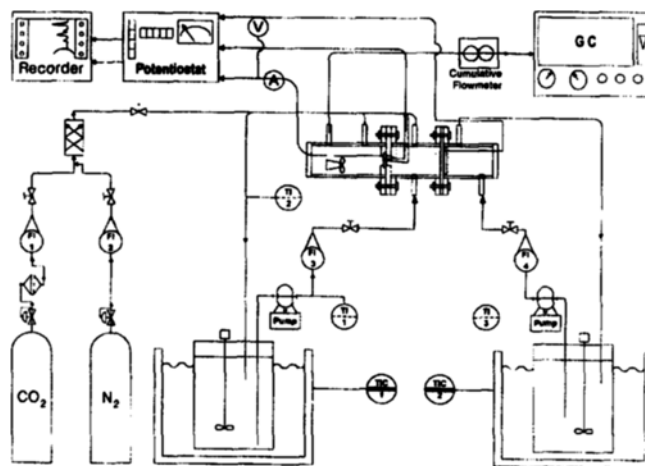 Recorder
Potentiostat
V
A
GC
V
Cumulative
Flowmeter
TI
2
FI
1
FI
2
FI
3
FI
4
Pump
TI
1
TI
3
Pump
CO2
N2
TIC
1
TIC
2